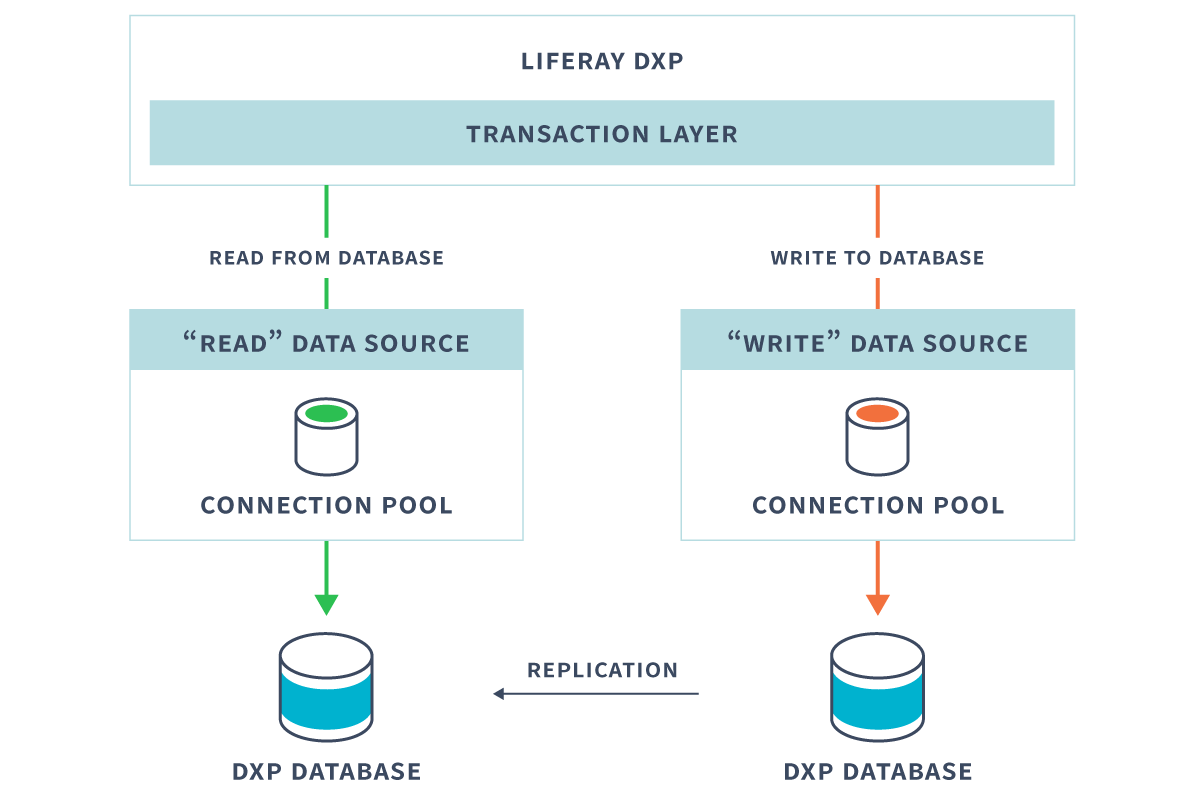 LIFERAY DXP
TRANSACTION LAYER
READ FROM DATABASE
WRITE TO DATABASE
“READ” DATA SOURCE
“WRITE” DATA SOURCE
CONNECTION POOL
CONNECTION POOL
REPLICATION
DXP DATABASE
DXP DATABASE